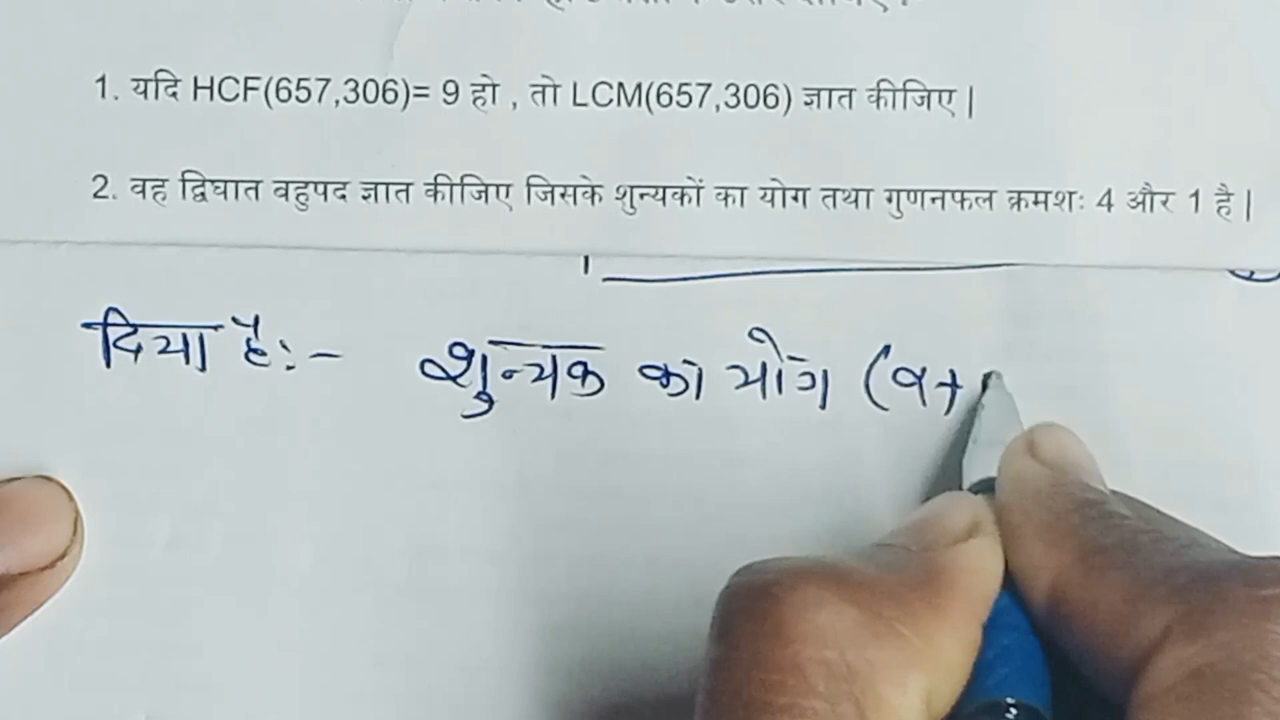 1. यदि HCF(657,306)= 9 हो , तो LCM(657,306) ज्ञात कीजिए |
2. वह द्विघात वहुपद ज्ञात कीजिए जिसके शुन्यकों का योग तथा गुणनफल क्रमशः 4 और 1 है |
दिया है:- शुन्यक का योग (α+